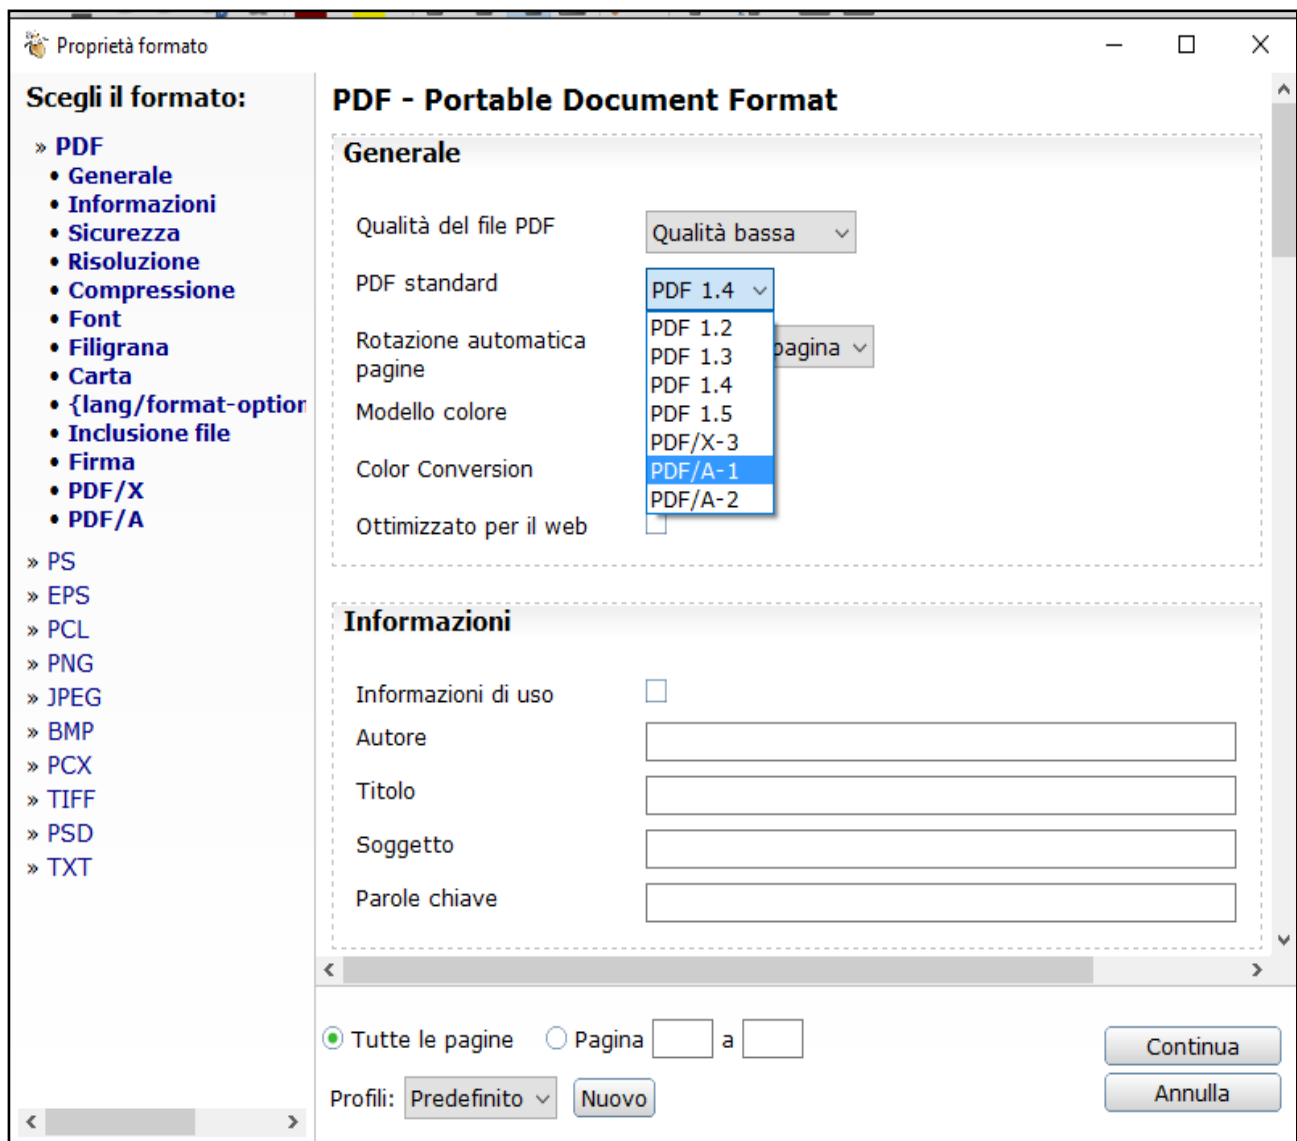 Proprietà formato
Scegli il formato:
» PDF
• Generale
• Informazioni
• Sicurezza
• Risoluzione
• Compressione
• Font
• Filigrana
• Carta
• {lang/format-option
• Inclusione file
• Firma
• PDF/X
• PDF/A
» PS
» EPS
» PCL
» PNG
» JPEG
» BMP
» PCX
» TIFF
» PSD
» TXT
PDF - Portable Document Format
Generale
Qualità del file PDF
Qualità bassa
PDF standard
PDF 1.4
PDF 1.2
PDF 1.3
PDF 1.4
PDF 1.5
PDF/X-3
PDF/A-1
PDF/A-2
Rotazione automatica
pagine
pagina
Modello colore
Color Conversion
Ottimizzato per il web
Informazioni
Informazioni di uso
Autore
Titolo
Soggetto
Parole chiave
Tutte le pagine Pagina a
Profili: Predefinito Nuovo
Continua
Annulla